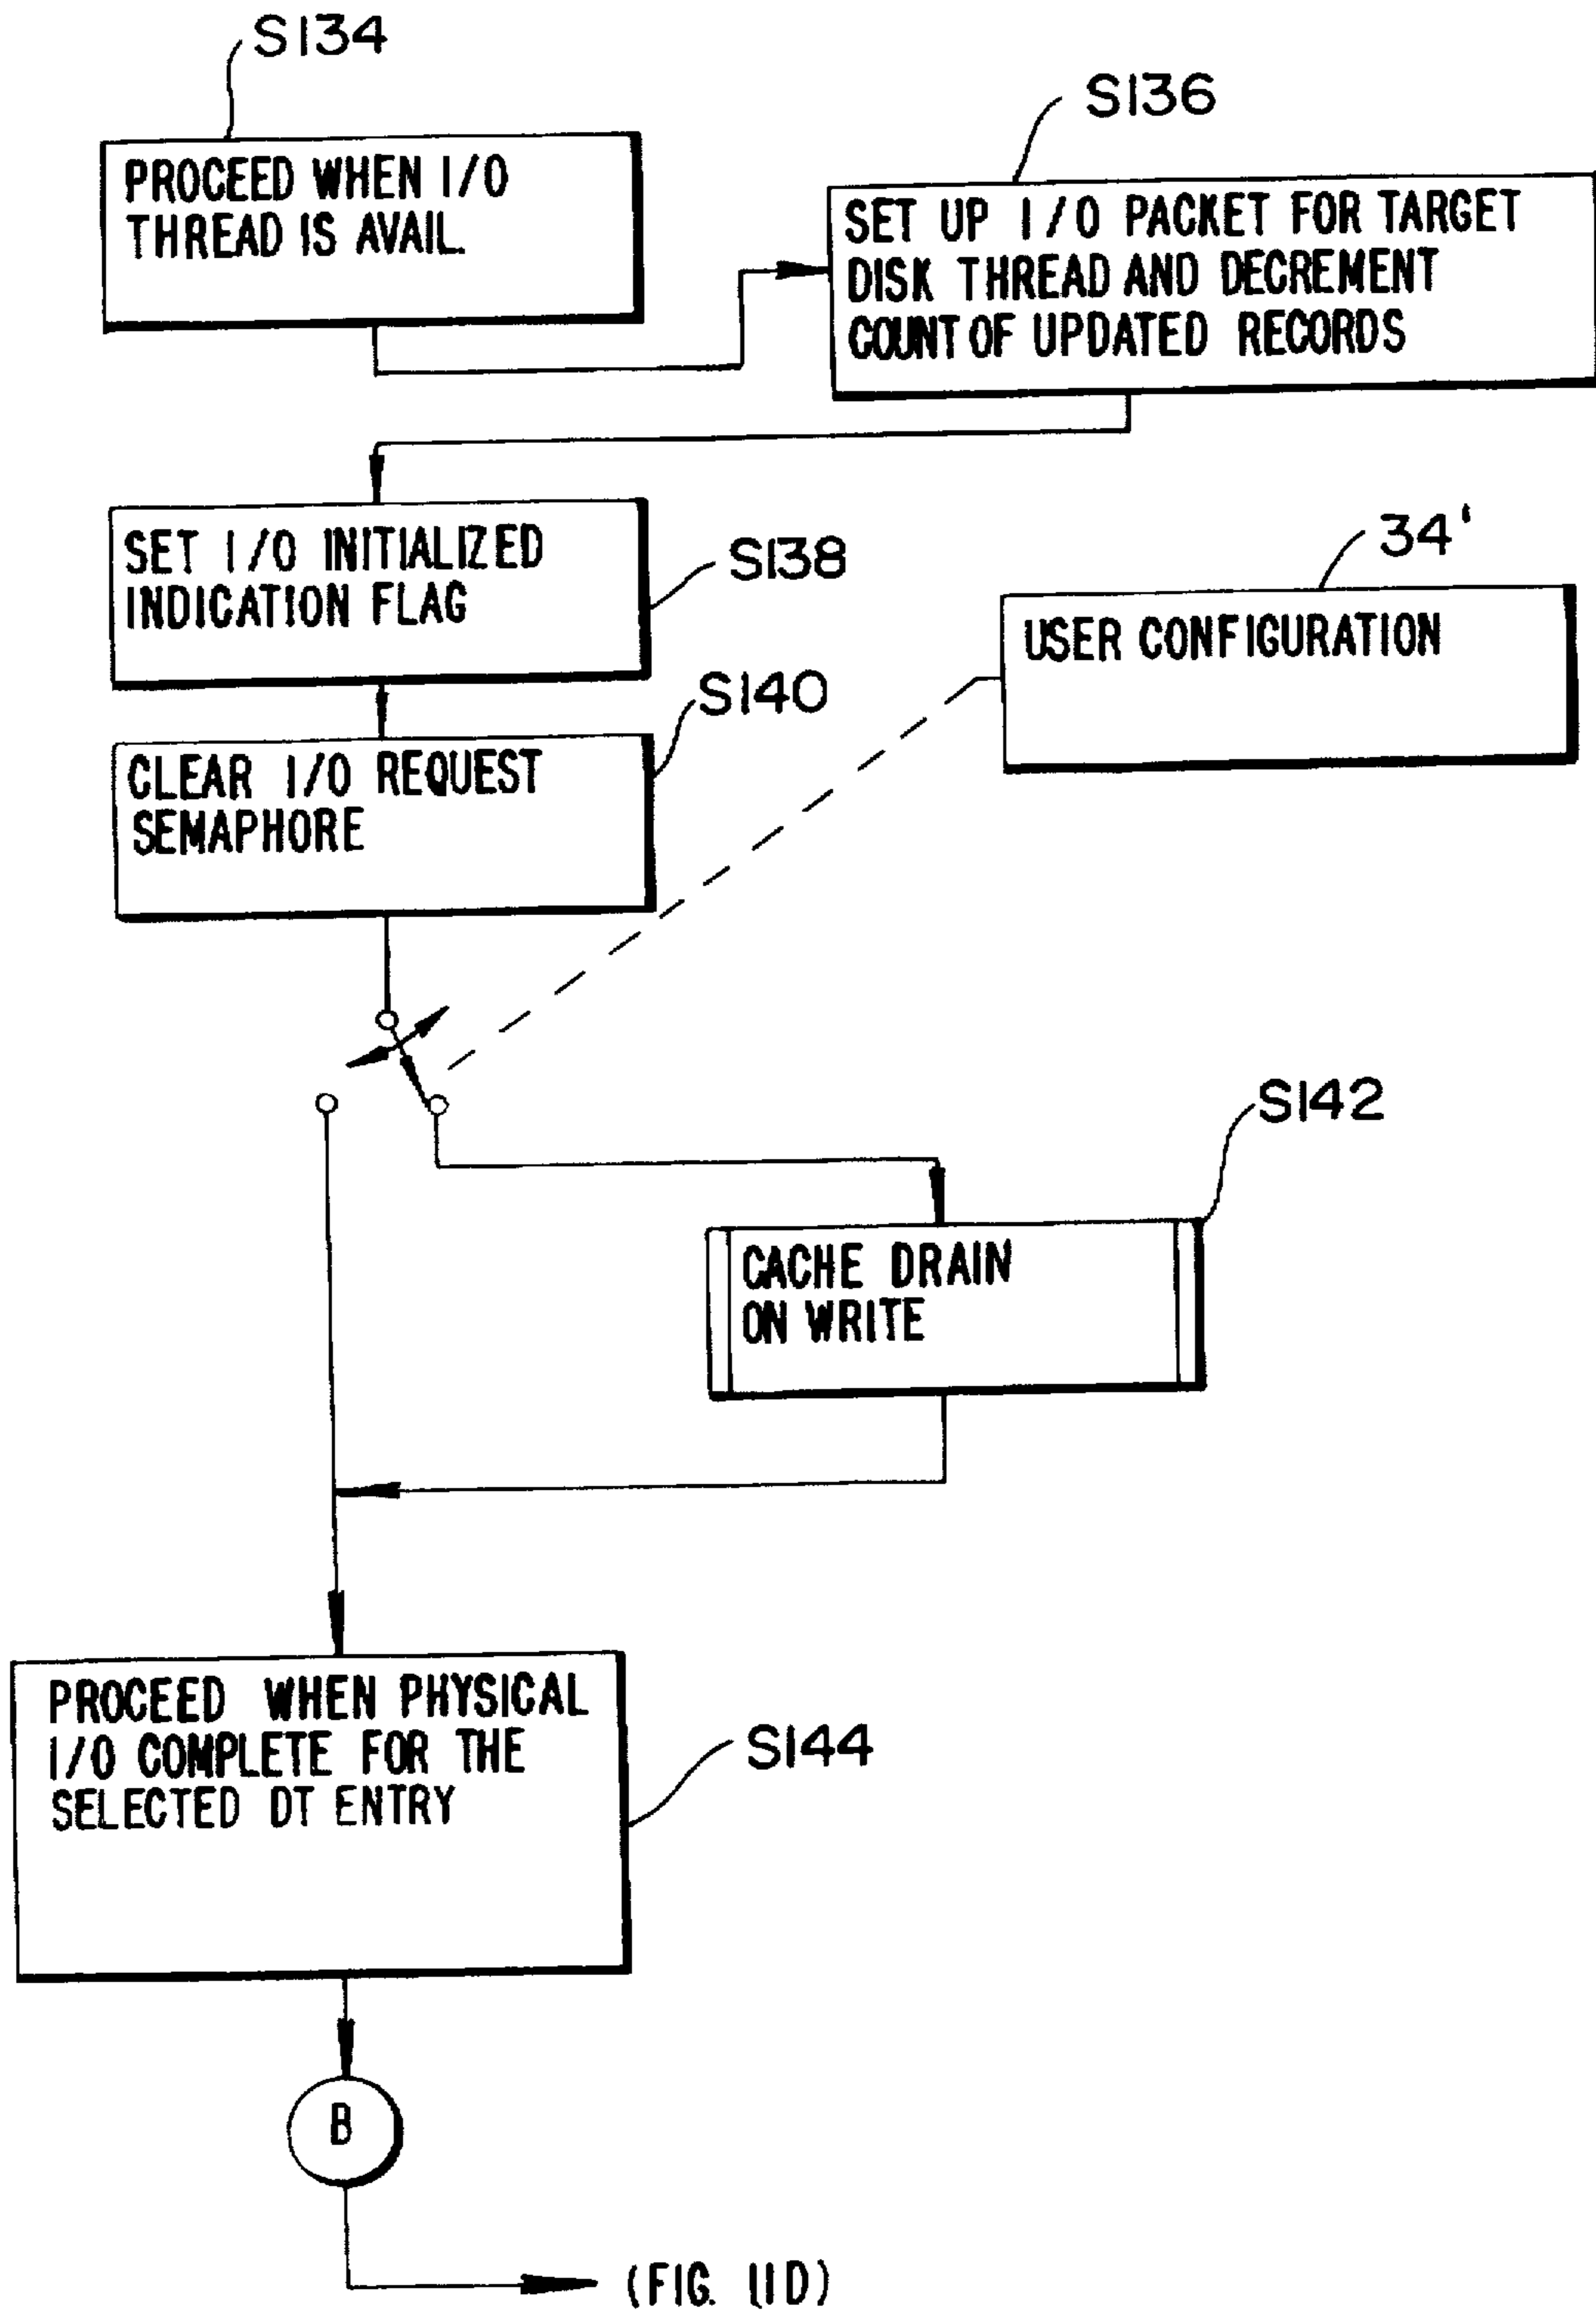 S134
PROCEED WHEN I/O
THREAD IS AVAIL.
S136
SET UP I/O PACKET FOR TARGET
DISK THREAD AND DECREMENT
COUNT OF UPDATED RECORDS
SET I/O INITIALIZED
INDICATION FLAG
S138
34'
USER CONFIGURATION
S140
CLEAR I/O REQUEST
SEMAPHORE
S142
CACHE DRAIN
ON WRITE
PROCEED WHEN PHYSICAL
I/O COMPLETE FOR THE
SELECTED DT ENTRY
S144
B
(FIG. 11D)